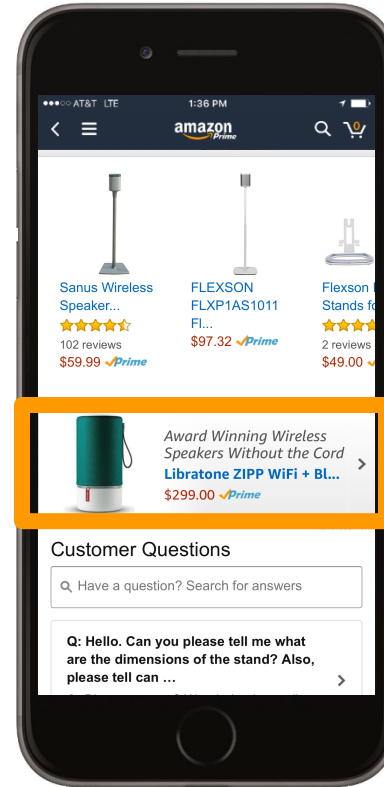 AT&T LTE 1:36 PM
amazon
Prime
0
Sanus Wireless
Speaker...
102 reviews
$59.99 Prime
FLEXSON
FLXP1AS1011
Fl...
$97.32 Prime
Flexson
Stands fo
2 reviews
$49.00
Award Winning Wireless
Speakers Without the Cord
Libratone ZIPP WiFi + Bl...
$299.00 Prime
Customer Questions
Have a question? Search for answers
Q: Hello. Can you please tell me what
are the dimensions of the stand? Also,
please tell can ...